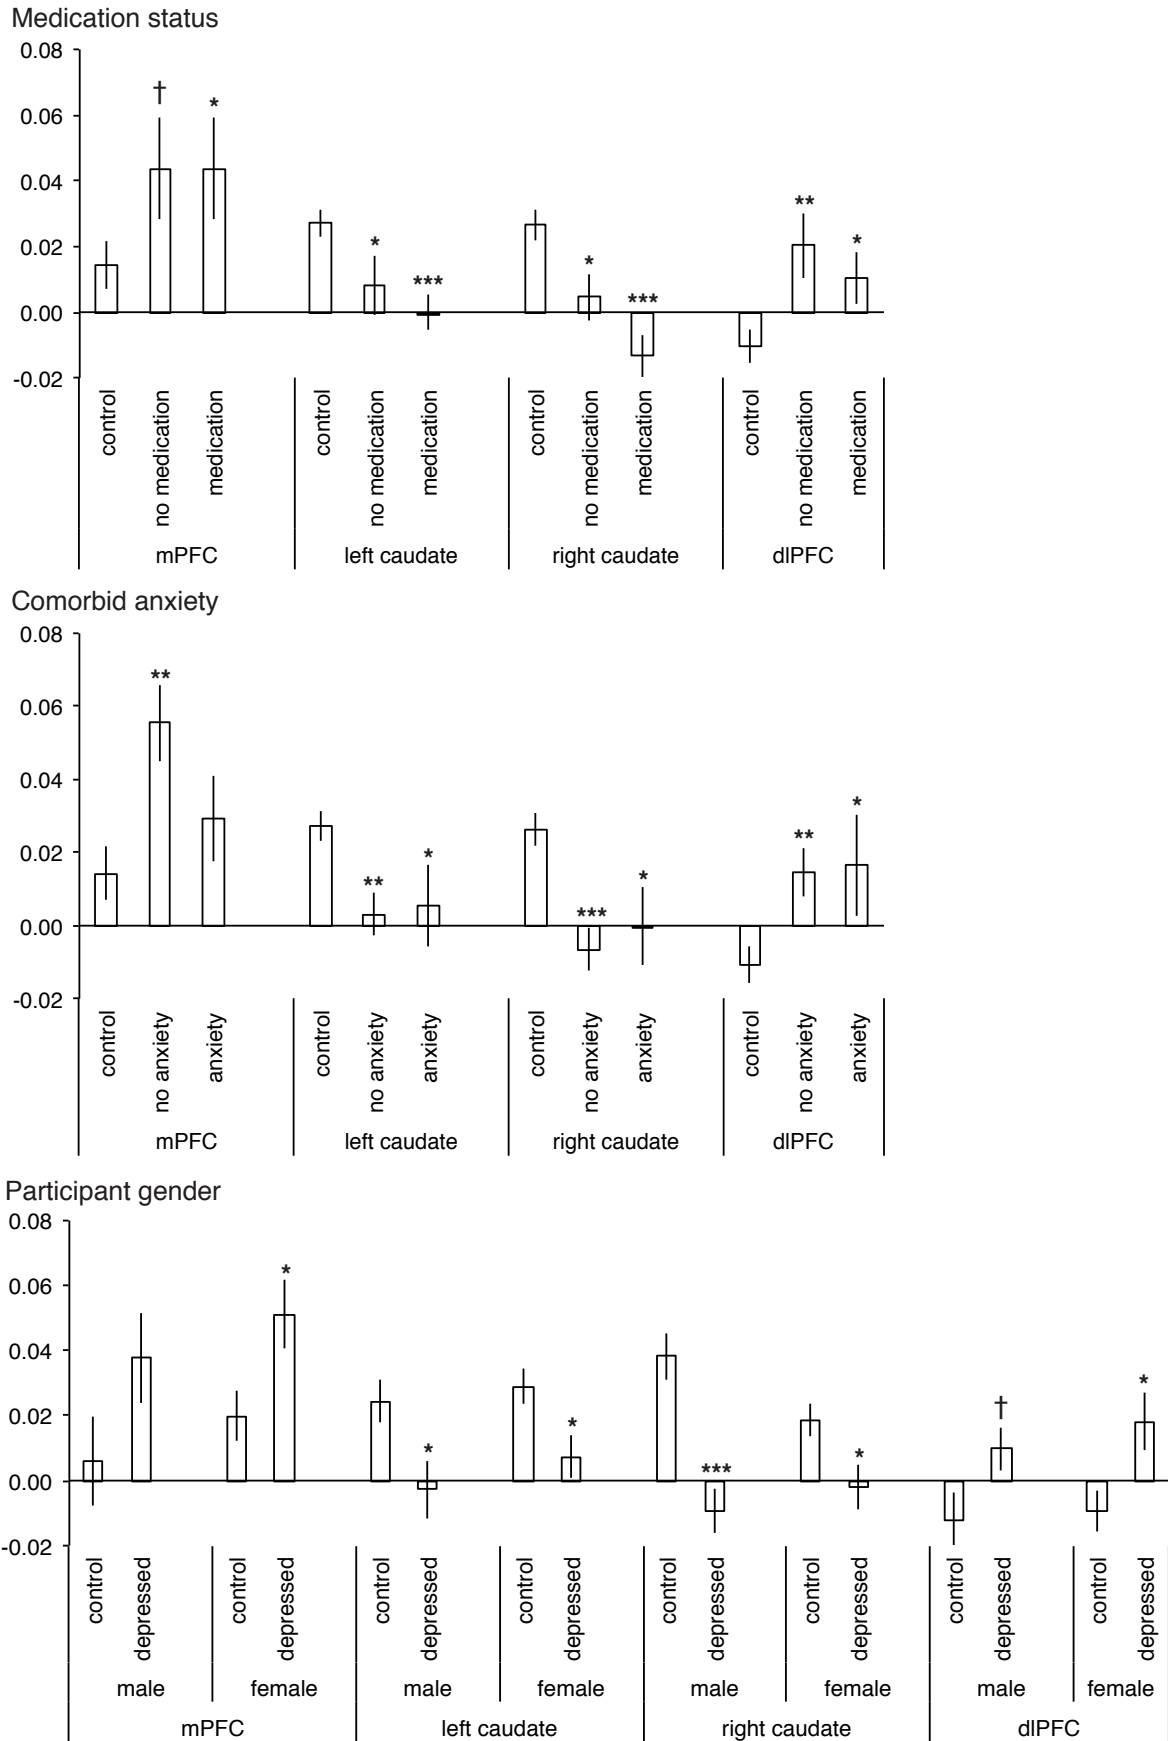 Medication status
0.08
0.06
0.04
0.02
0.00
-0.02
† * * *** * *** ** *
control no medication medication control no medication medication control no medication medication control no medication medication
mPFC left caudate right caudate dlPFC
Comorbid anxiety
0.08
0.06
0.04
0.02
0.00
-0.02
** ** * *** * ** *
control no anxiety anxiety control no anxiety anxiety control no anxiety anxiety control no anxiety anxiety
mPFC left caudate right caudate dlPFC
Participant gender
0.08
0.06
0.04
0.02
0.00
-0.02
* * * *** * † *
control depressed control depressed control depressed control depressed control depressed control depressed control depressed control depressed
male female male female male female male female
mPFC left caudate right caudate dlPFC